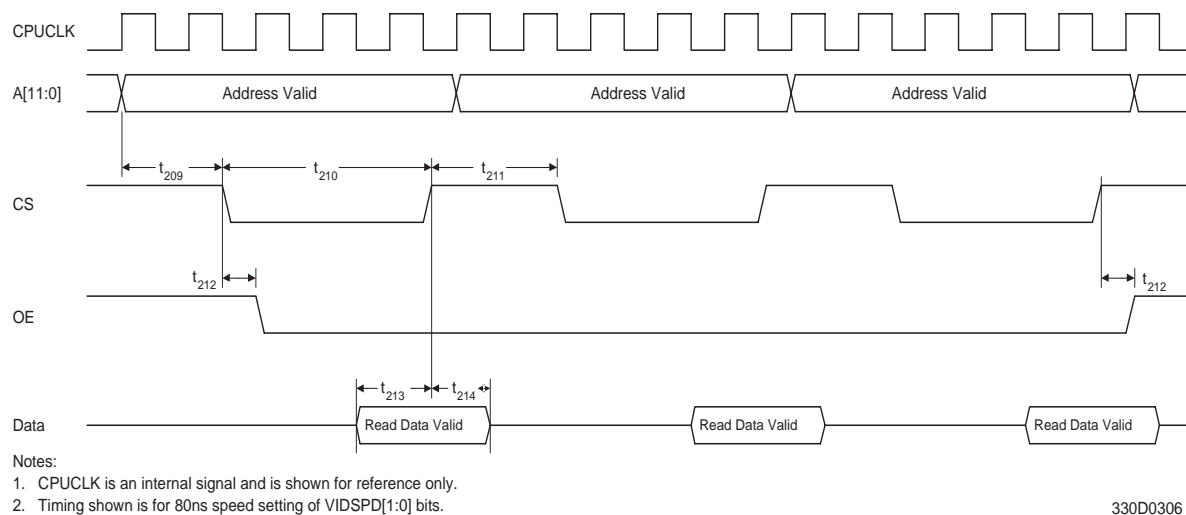 CPUCLK
A[11:0] Address Valid Address Valid Address Valid
t209 t210 t211
CS
t212 t212
OE
t213 t214
Data Read Data Valid Read Data Valid Read Data Valid
Notes:
1. CPUCLK is an internal signal and is shown for reference only.
2. Timing shown is for 80ns speed setting of VIDSPD[1:0] bits. 330D0306